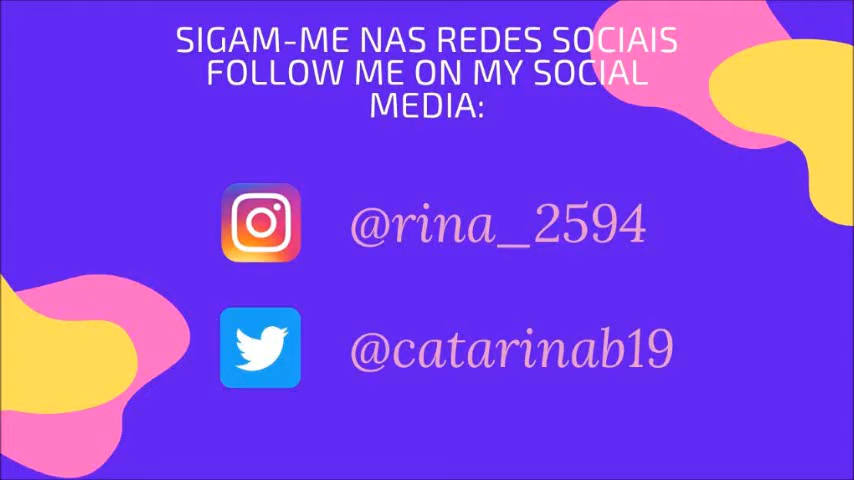 SIGAM-ME NAS REDES SOCIAIS
FOLLOW ME ON MY SOCIAL
MEDIA:
@rina_2594
@catarinab19